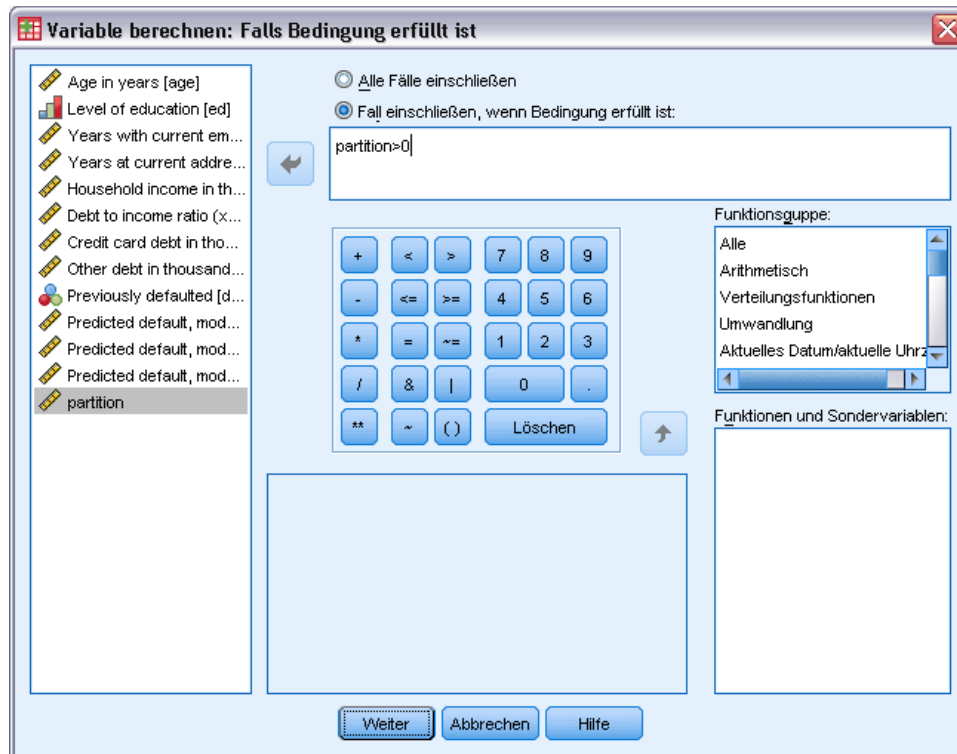 Variable berechnen: Falls Bedingung erfüllt ist
Age in years [age]
Level of education [ed]
Years with current em...
Years at current addre...
Household income in th...
Debt to income ratio (x...
Credit card debt in tho...
Other debt in thousand...
Previously defaulted [d...
Predicted default, mod...
Predicted default, mod...
Predicted default, mod...
partition
Alle Fälle einschließen
Fall einschließen, wenn Bedingung erfüllt ist:
partition>0
+ < > 7 8 9
- <= >= 4 5 6
* = ~= 1 2 3
/ & | 0 .
** ~ ( ) Löschen
Funktionsgruppe:
Alle
Arithmetisch
Verteilungsfunktionen
Umwandlung
Aktuelles Datum/aktuelle Uhrz
Funktionen und Sondervariablen:
Weiter Abbrechen Hilfe